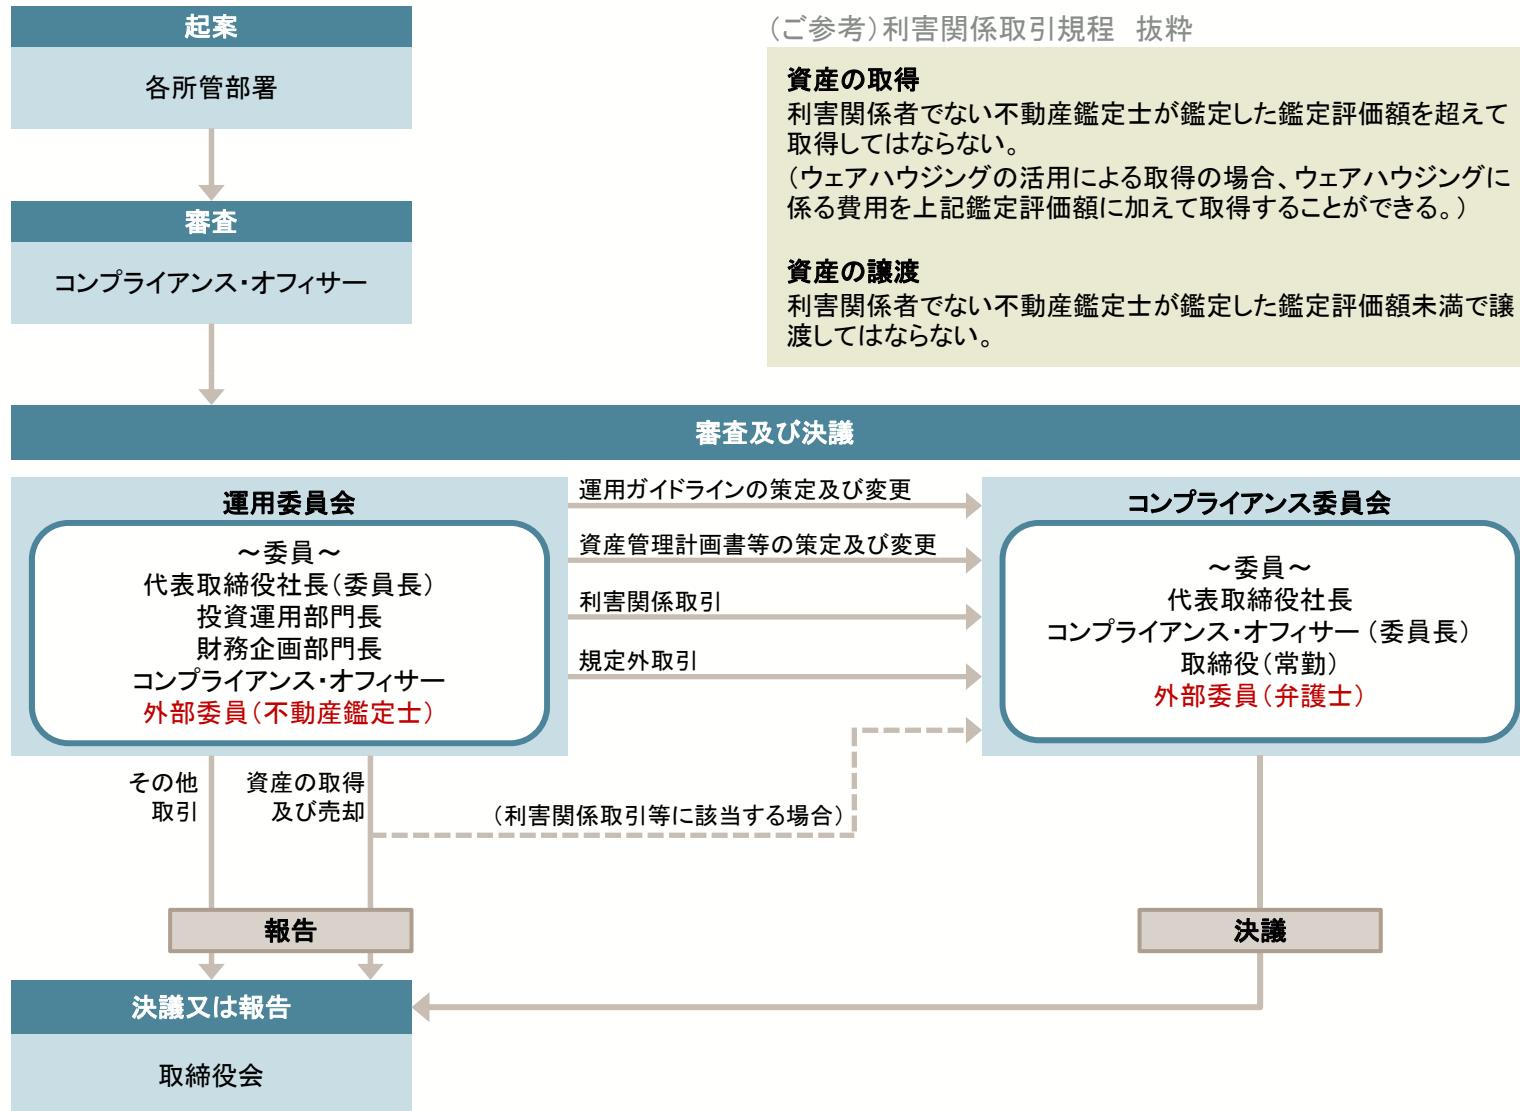 起案
各所管部署
審査
コンプライアンス・オフィサー
(ご参考)利害関係取引規程 抜粋
資産の取得
利害関係者でない不動産鑑定士が鑑定した鑑定評価額を超えて
取得してはならない。
(ウェアハウジングの活用による取得の場合、ウェアハウジングに
係る費用を上記鑑定評価額に加えて取得することができる。)
資産の譲渡
利害関係者でない不動産鑑定士が鑑定した鑑定評価額未満で譲
渡してはならない。
審査及び決議
運用委員会
～委員～
代表取締役社長(委員長)
投資運用部門長
財務企画部門長
コンプライアンス・オフィサー
外部委員(不動産鑑定士)
運用ガイドラインの策定及び変更
資産管理計画書等の策定及び変更
利害関係取引
規定外取引
コンプライアンス委員会
～委員～
代表取締役社長
コンプライアンス・オフィサー(委員長)
取締役(常勤)
外部委員(弁護士)
その他
取引
資産の取得
及び売却
(利害関係取引等に該当する場合)
報告
決議
決議又は報告
取締役会